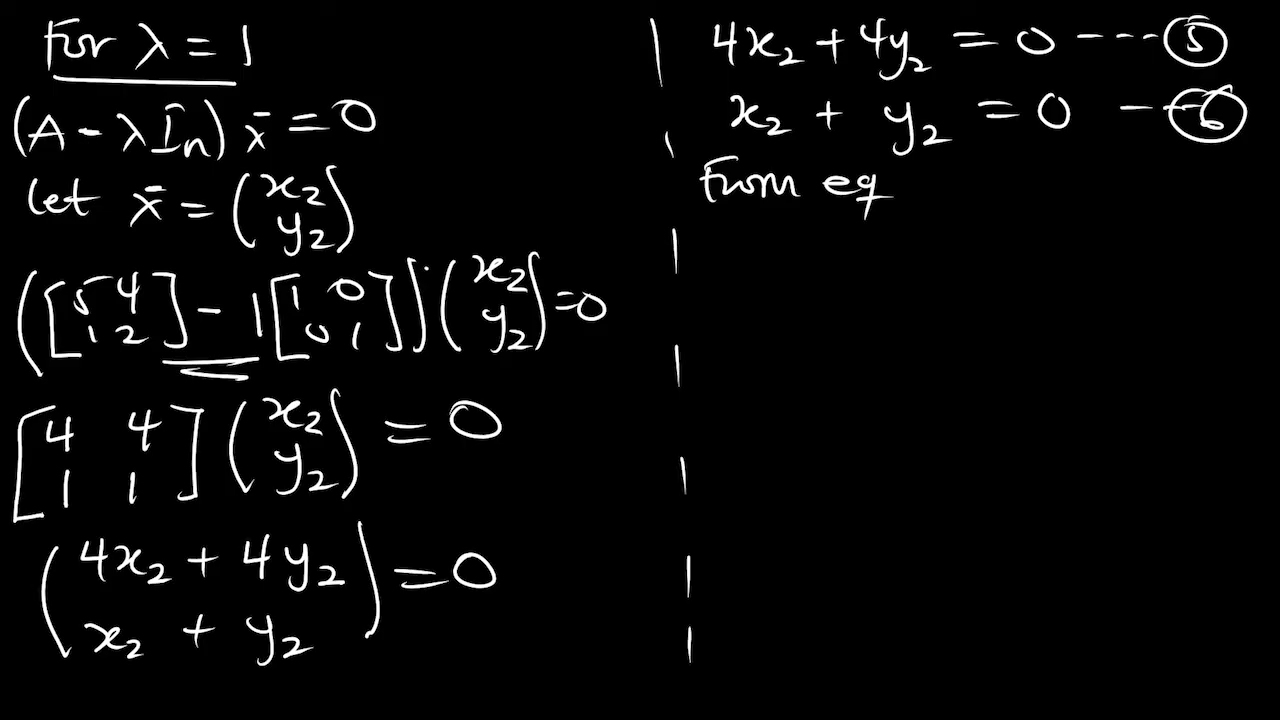 For λ = 1
(A - λIn) x̄ = 0
let x̄ = (x₂
y₂)
([5 4
1 2] - 1[1 0
0 1])(x₂
y₂) = 0
[4 4
1 1](x₂
y₂) = 0
(4x₂ + 4y₂
x₂ + y₂) = 0
4x₂ + 4y₂ = 0 ---- ⑤
x₂ + y₂ = 0 --- ⑥
From eq